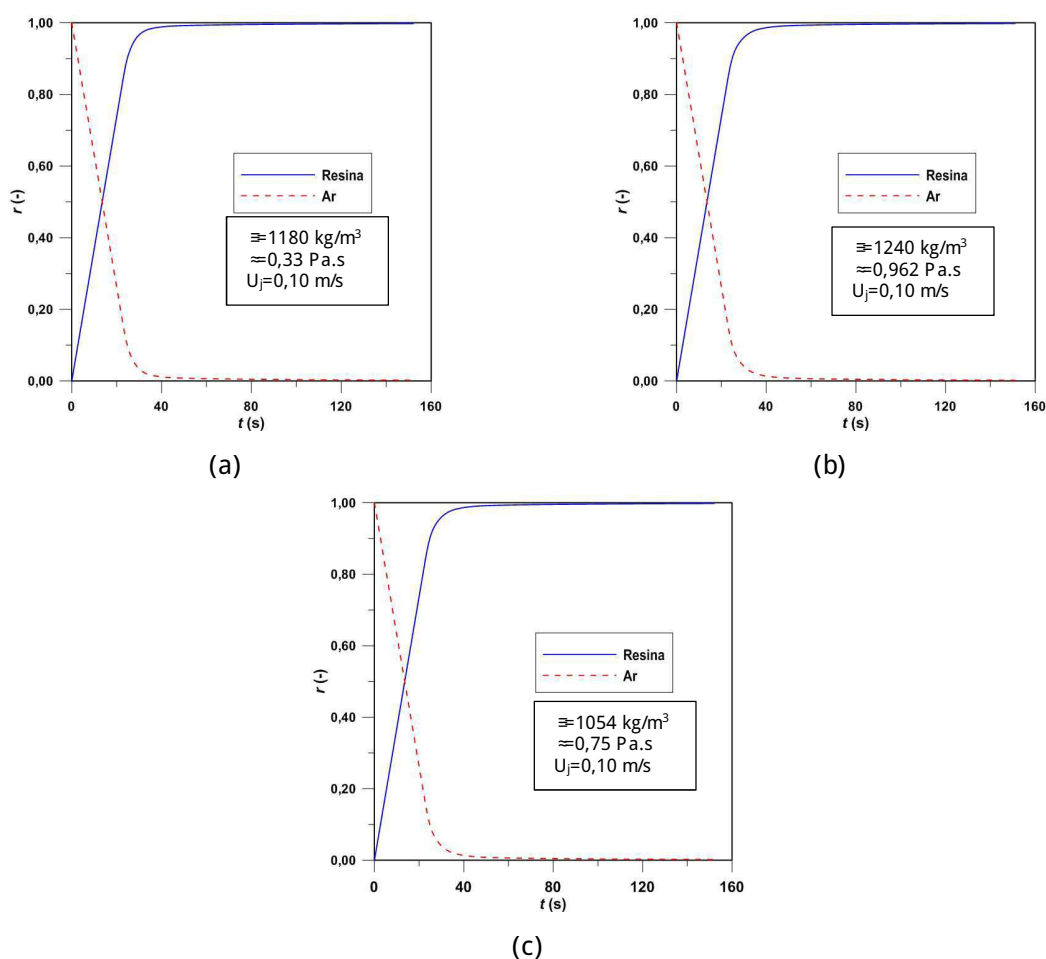 1,00
0,80
0,60
0,40
0,20
0,00
r (-)
Resina
Ar
=1180 kg/m³
=0,33 Pa.s
Uj=0,10 m/s
0 40 80 120 160
t (s)
(a)
1,00
0,80
0,60
0,40
0,20
0,00
r (-)
Resina
Ar
=1240 kg/m³
=0,962 Pa.s
Uj=0,10 m/s
0 40 80 120 160
t (s)
(b)
1,00
0,80
0,60
0,40
0,20
0,00
r (-)
Resina
Ar
=1054 kg/m³
=0,75 Pa.s
Uj=0,10 m/s
0 40 80 120 160
t (s)
(c)